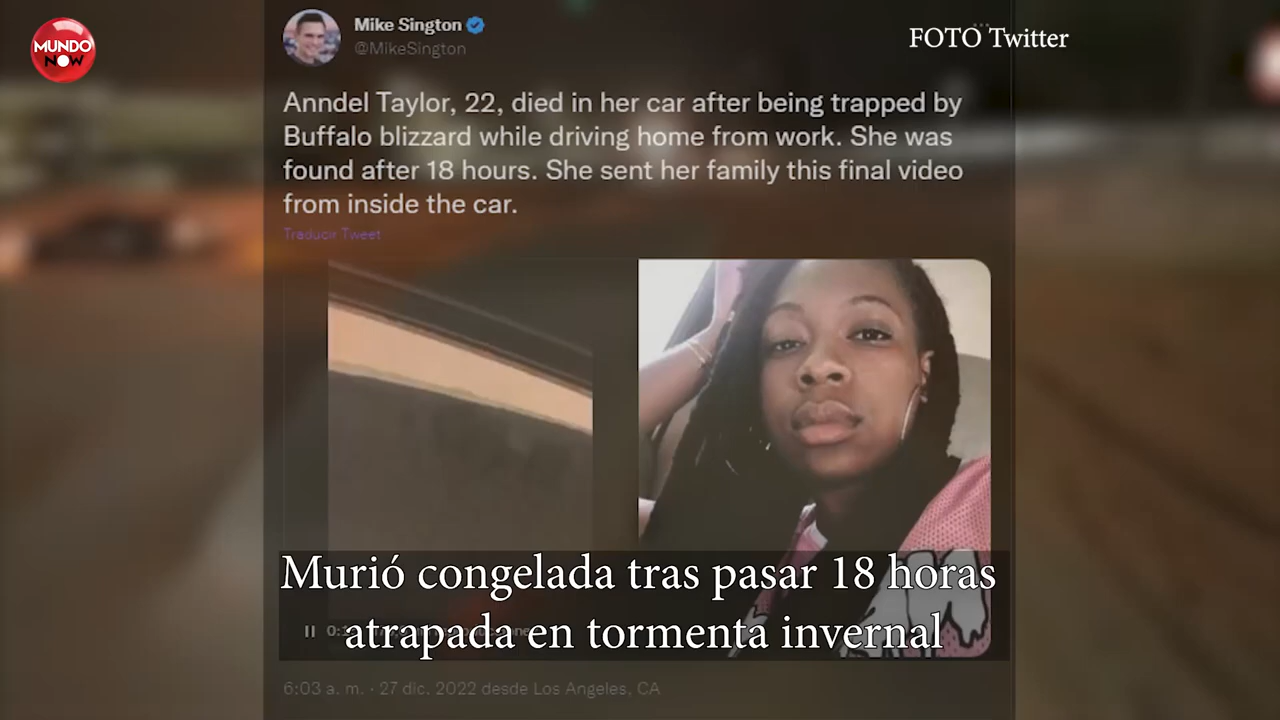 MUNDO
NOW
Mike Sington
@MikeSington
FOTO Twitter
Anndel Taylor, 22, died in her car after being trapped by
Buffalo blizzard while driving home from work. She was
found after 18 hours. She sent her family this final video
from inside the car.
Traducir Tweet
Murió congelada tras pasar 18 horas
atrapada en tormenta invernal
6:03 a. m. · 27 dic. 2022 desde Los Angeles, CA